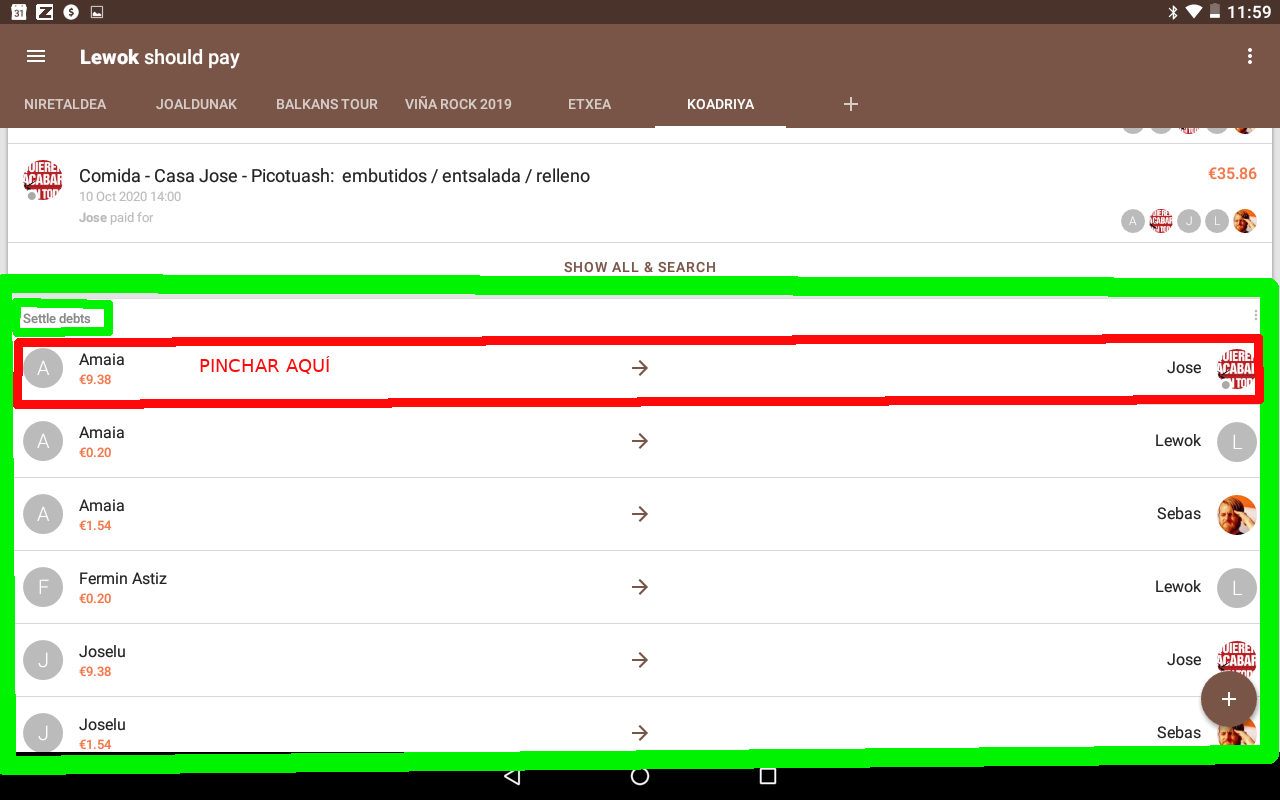 31 Z $ 11:59
Lewok should pay
NIRETALDEA JOALDUNAK BALKANS TOUR VIÑA ROCK 2019 ETXEA KOADRIYA +
Comida - Casa Jose - Picotuash: embutidos / entsalada / relleno €35.86
10 Oct 2020 14:00
Jose paid for
A J L
SHOW ALL & SEARCH
Settle debts
A Amaia PINCHAR AQUÍ → Jose
€9.38
A Amaia → Lewok L
€0.20
A Amaia → Sebas
€1.54
F Fermin Astiz → Lewok L
€0.20
J Joselu → Jose
€9.38
J Joselu → Sebas
€1.54